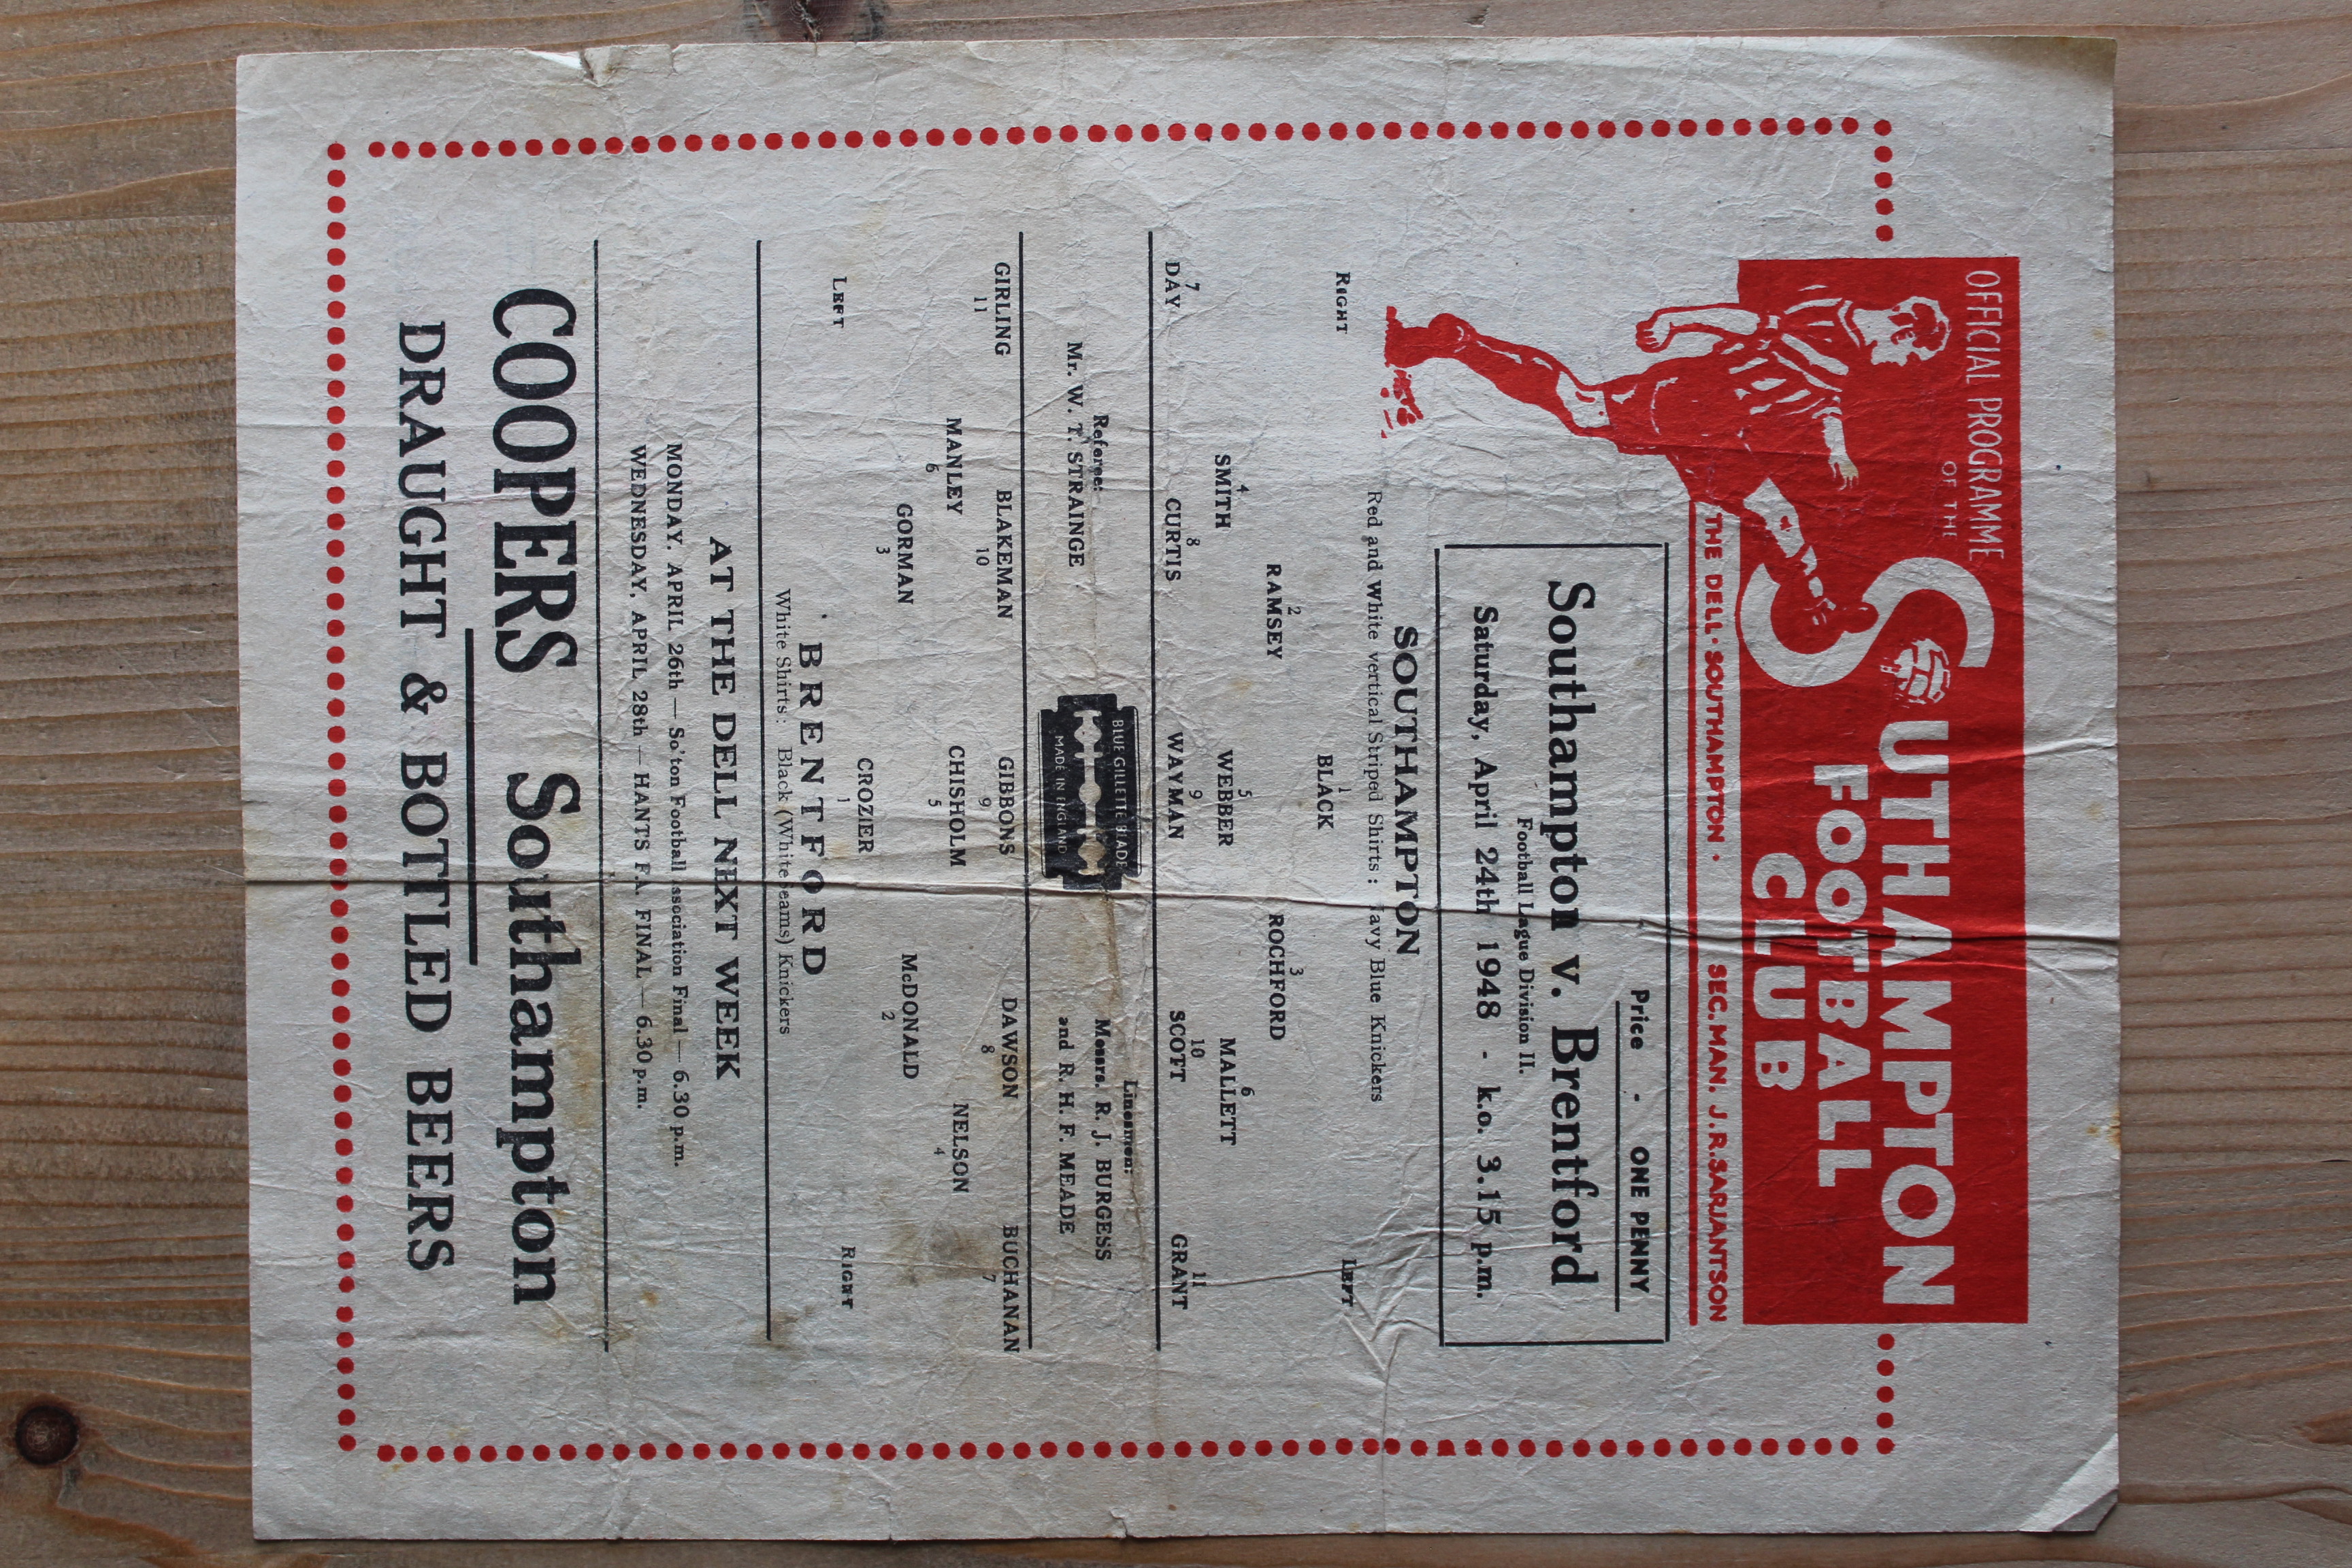 OFFICIAL PROGRAMME
OF THE
SOUTHAMPTON
FOOTBALL
CLUB
THE DELL · SOUTHAMPTON · SEC. MAN. J. R. SARJANTSON
Price - ONE PENNY
Southampton v. Brentford
Football League Division II.
Saturday, April 24th 1948 - k.o. 3.15 p.m.
SOUTHAMPTON
Red and White vertical Striped Shirts : Navy Blue Knickers
RIGHT LEFT
1
BLACK
2 3
RAMSEY ROCHFORD
4 5 6
SMITH WEBBER MALLETT
7 8 9 10 11
DAY CURTIS WAYMAN SCOTT GRANT
Referee:
Mr. W. T. STRAINGE
BLUE GILLETTE BLADE
MADE IN ENGLAND
Linesmen:
Messrs. R. J. BURGESS
and R. H. F. MEADE
GIRLING BLAKEMAN GIBBONS DAWSON BUCHANAN
11 10 9 8 7
MANLEY CHISHOLM NELSON
6 5 4
GORMAN McDONALD
3 2
CROZIER
1
LEFT RIGHT
BRENTFORD
White Shirts : Black (White seams) Knickers
AT THE DELL NEXT WEEK
MONDAY, APRIL 26th — So'ton Football Association Final — 6.30 p.m.
WEDNESDAY, APRIL 28th — HANTS F.A. FINAL — 6.30 p.m.
COOPERS Southampton
DRAUGHT & BOTTLED BEERS